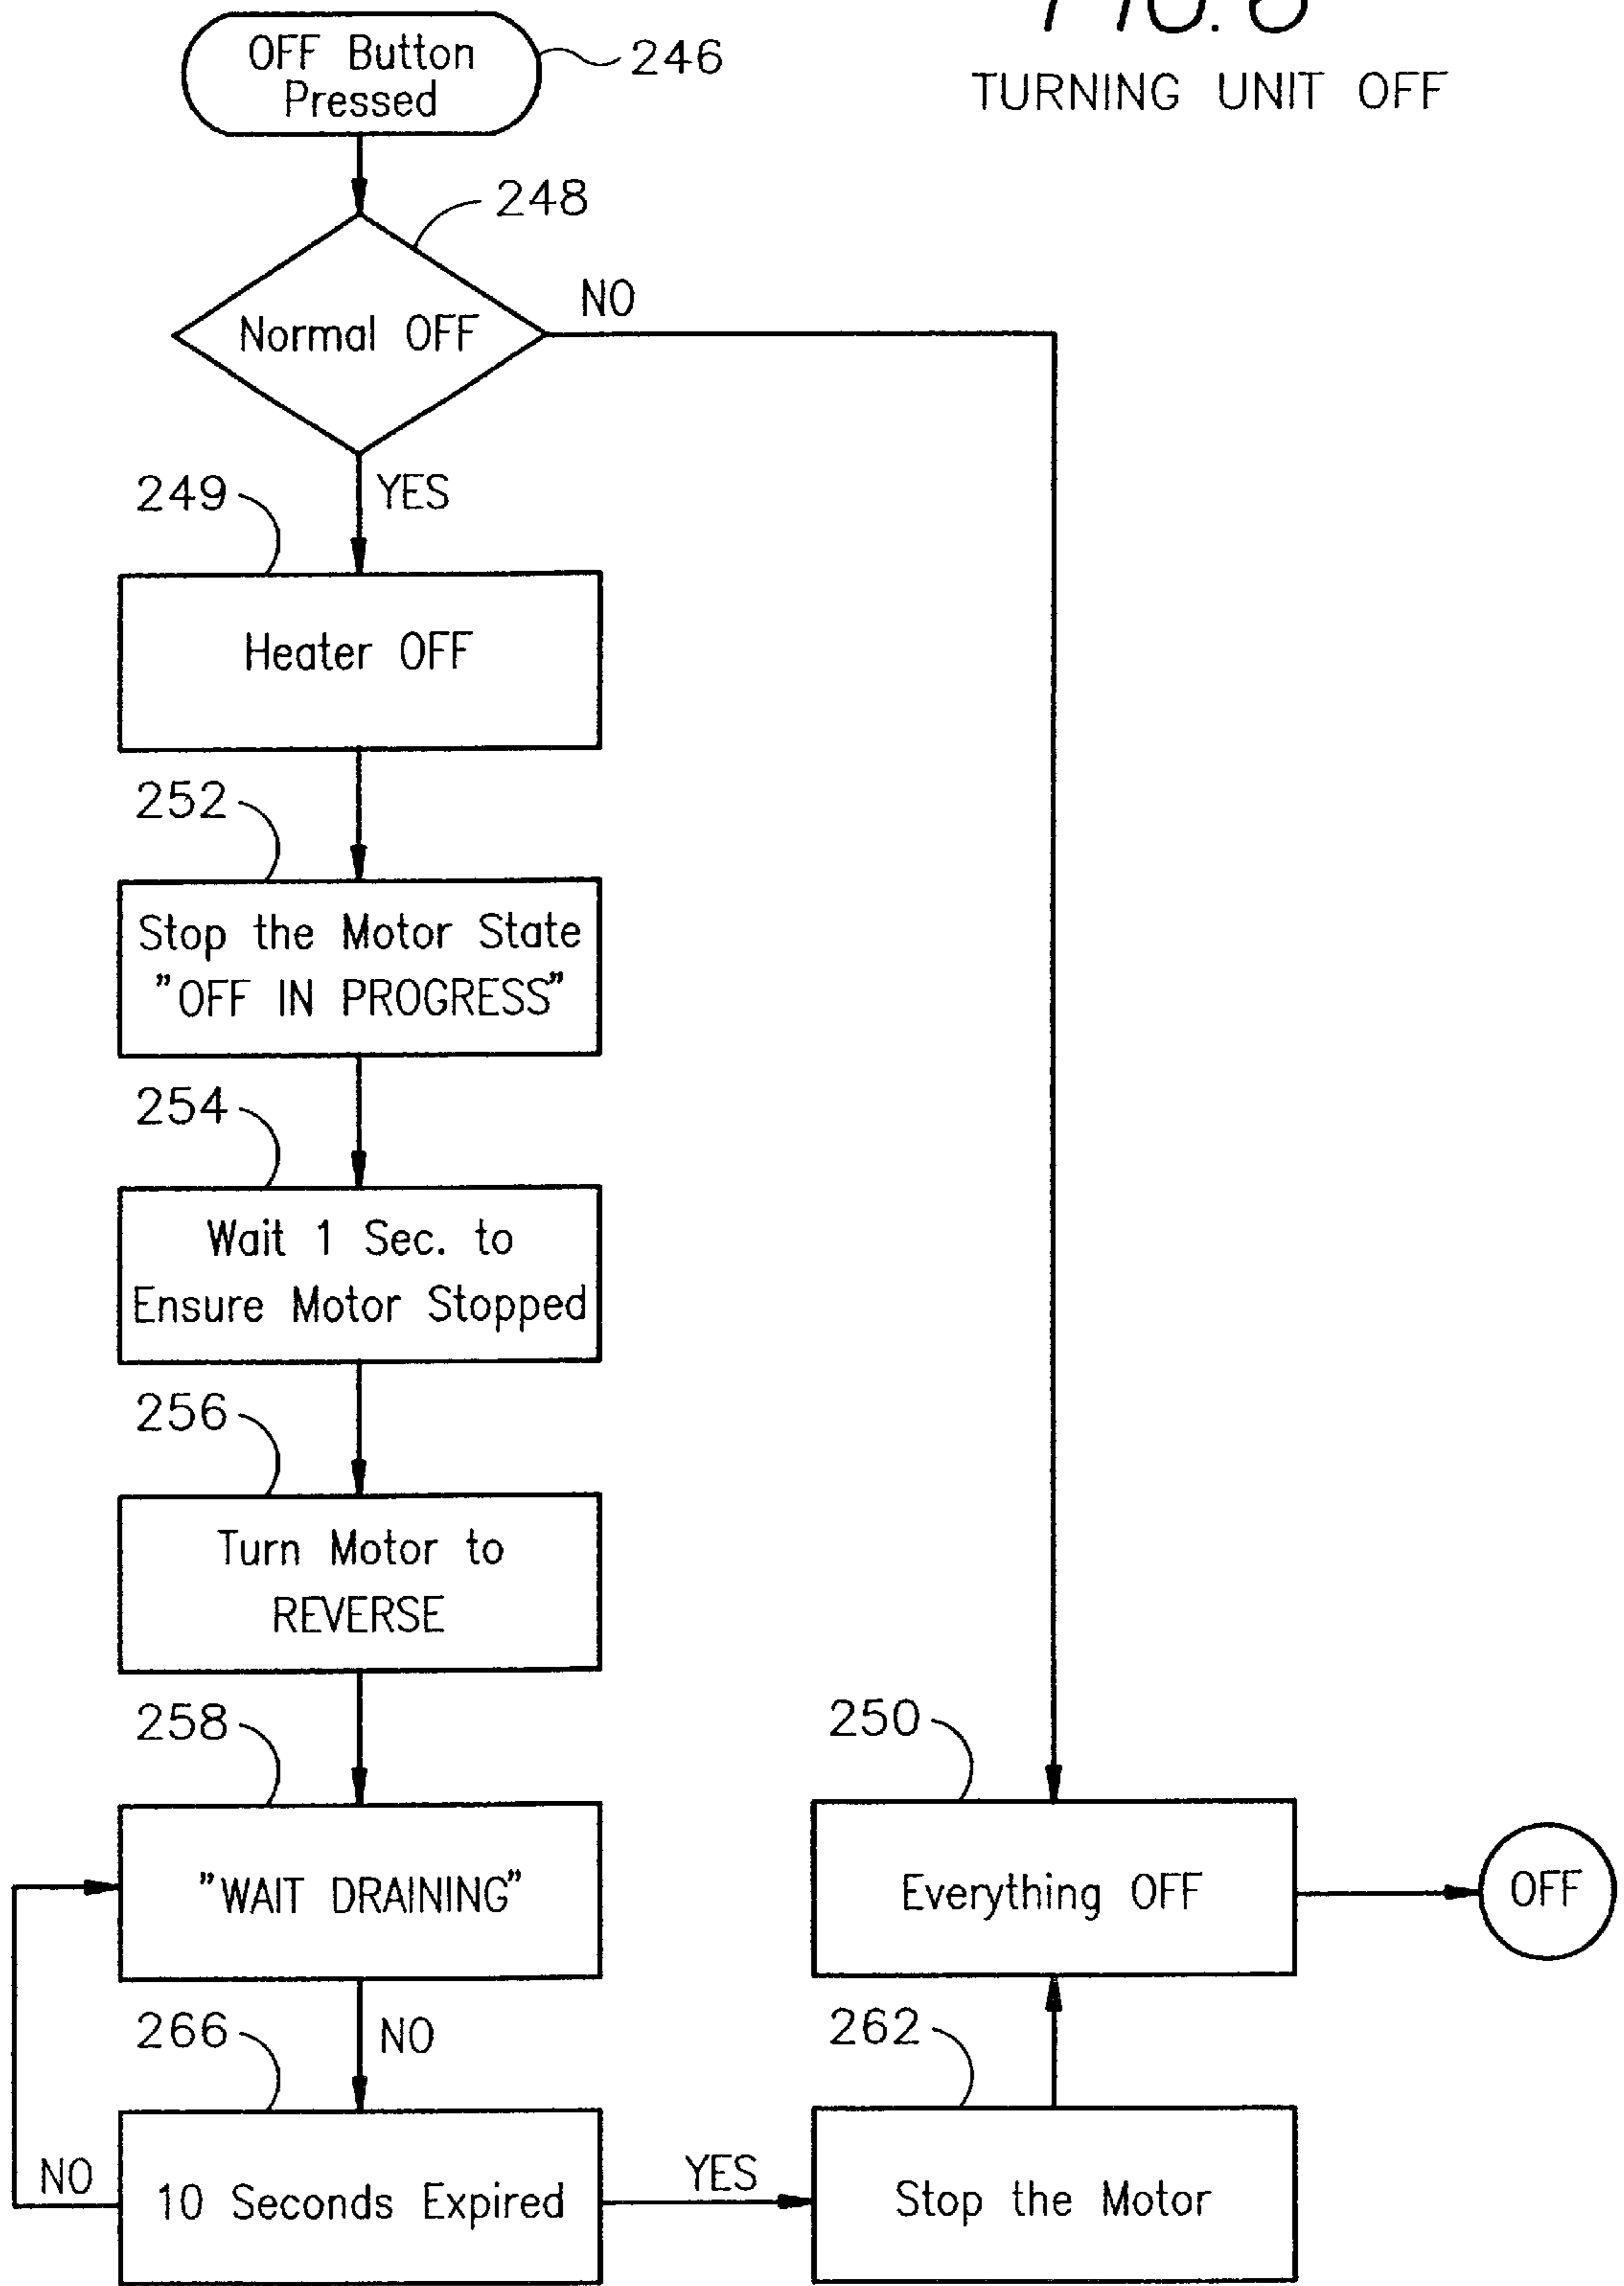 TURNING UNIT OFF
OFF Button
Pressed
246
248
Normal OFF
NO
YES
249
Heater OFF
252
Stop the Motor State
"OFF IN PROGRESS"
254
Wait 1 Sec. to
Ensure Motor Stopped
256
Turn Motor to
REVERSE
258
"WAIT DRAINING"
250
Everything OFF
OFF
NO
266
10 Seconds Expired
NO
YES
262
Stop the Motor